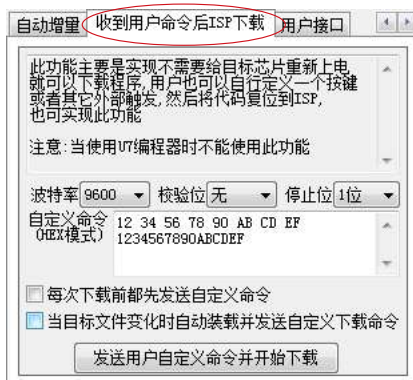 自动增量 收到用户命令后ISP下载 用户接口
此功能主要是实现不需要给目标芯片重新上电
就可以下载程序,用户也可以自行定义一个按键
或者其它外部触发,然后将代码复位到ISP,
也可实现此功能
注意:当使用U7编程器时不能使用此功能
波特率 9600 校验位 无 停止位 1位
自定义命令 12 34 56 78 90 AB CD EF
(HEX模式) 1234567890ABCDEF
每次下载前都先发送自定义命令
当目标文件变化时自动装载并发送自定义下载命令
发送用户自定义命令并开始下载